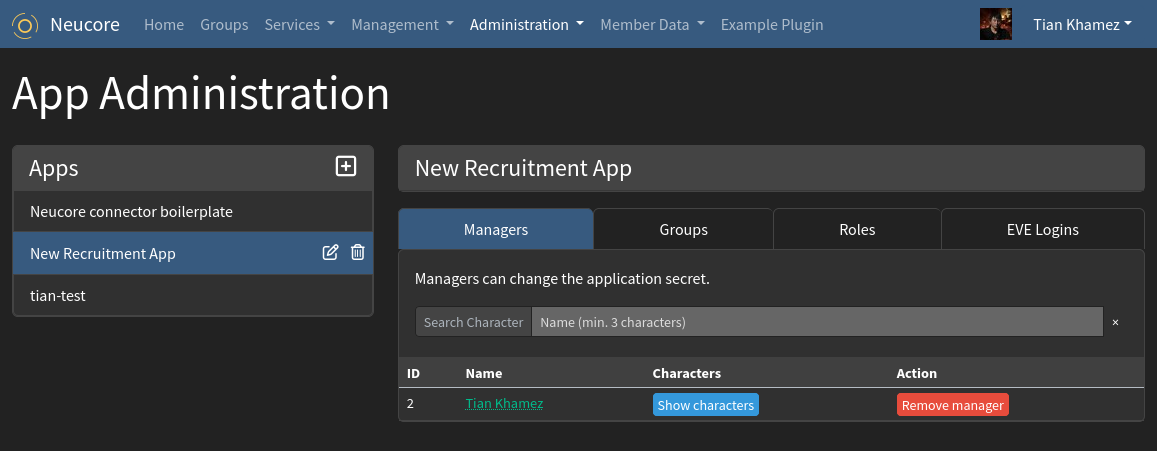 Neucore Home Groups Services Management Administration Member Data Example Plugin Tian Khamez
App Administration
Apps
Neucore connector boilerplate
New Recruitment App
tian-test
New Recruitment App
Managers Groups Roles EVE Logins
Managers can change the application secret.
Search Character Name (min. 3 characters) ×
ID Name Characters Action
2 Tian Khamez Show characters Remove manager